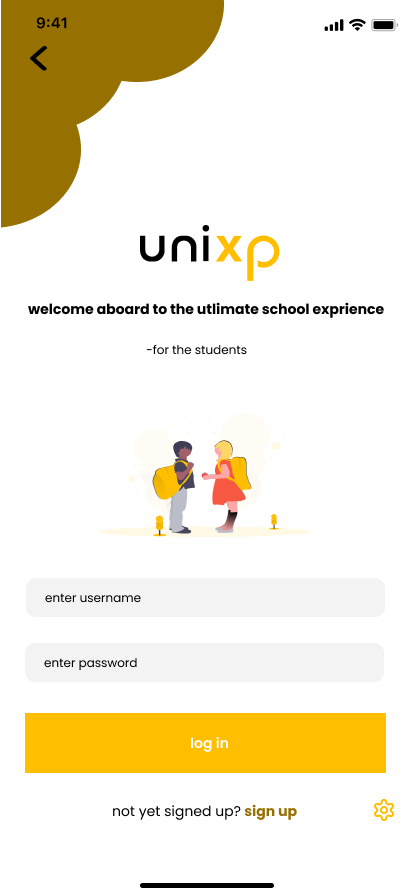 9:41
unixp
welcome aboard to the utlimate school exprience
-for the students
enter username
enter password
log in
not yet signed up? sign up